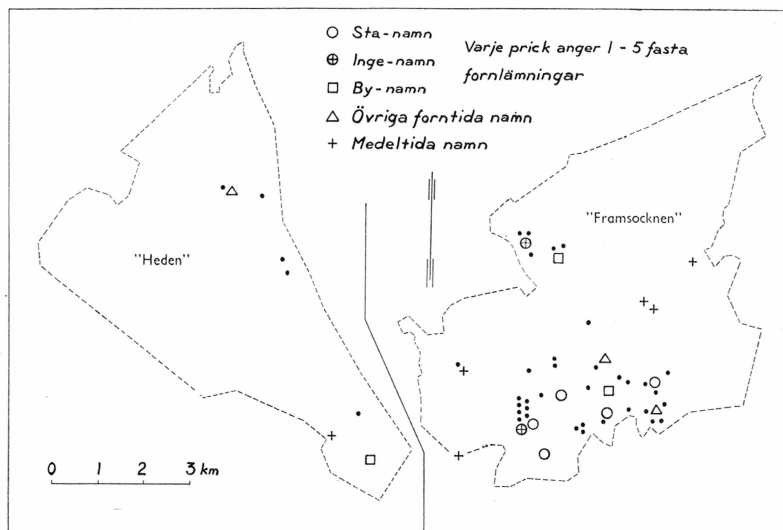 Sta-namn
Inge-namn
By-namn
Övriga forntida namn
Medeltida namn
Varje prick anger 1 - 5 fasta
fornlämningar
"Heden"
"Framsocknen"
0 1 2 3 km